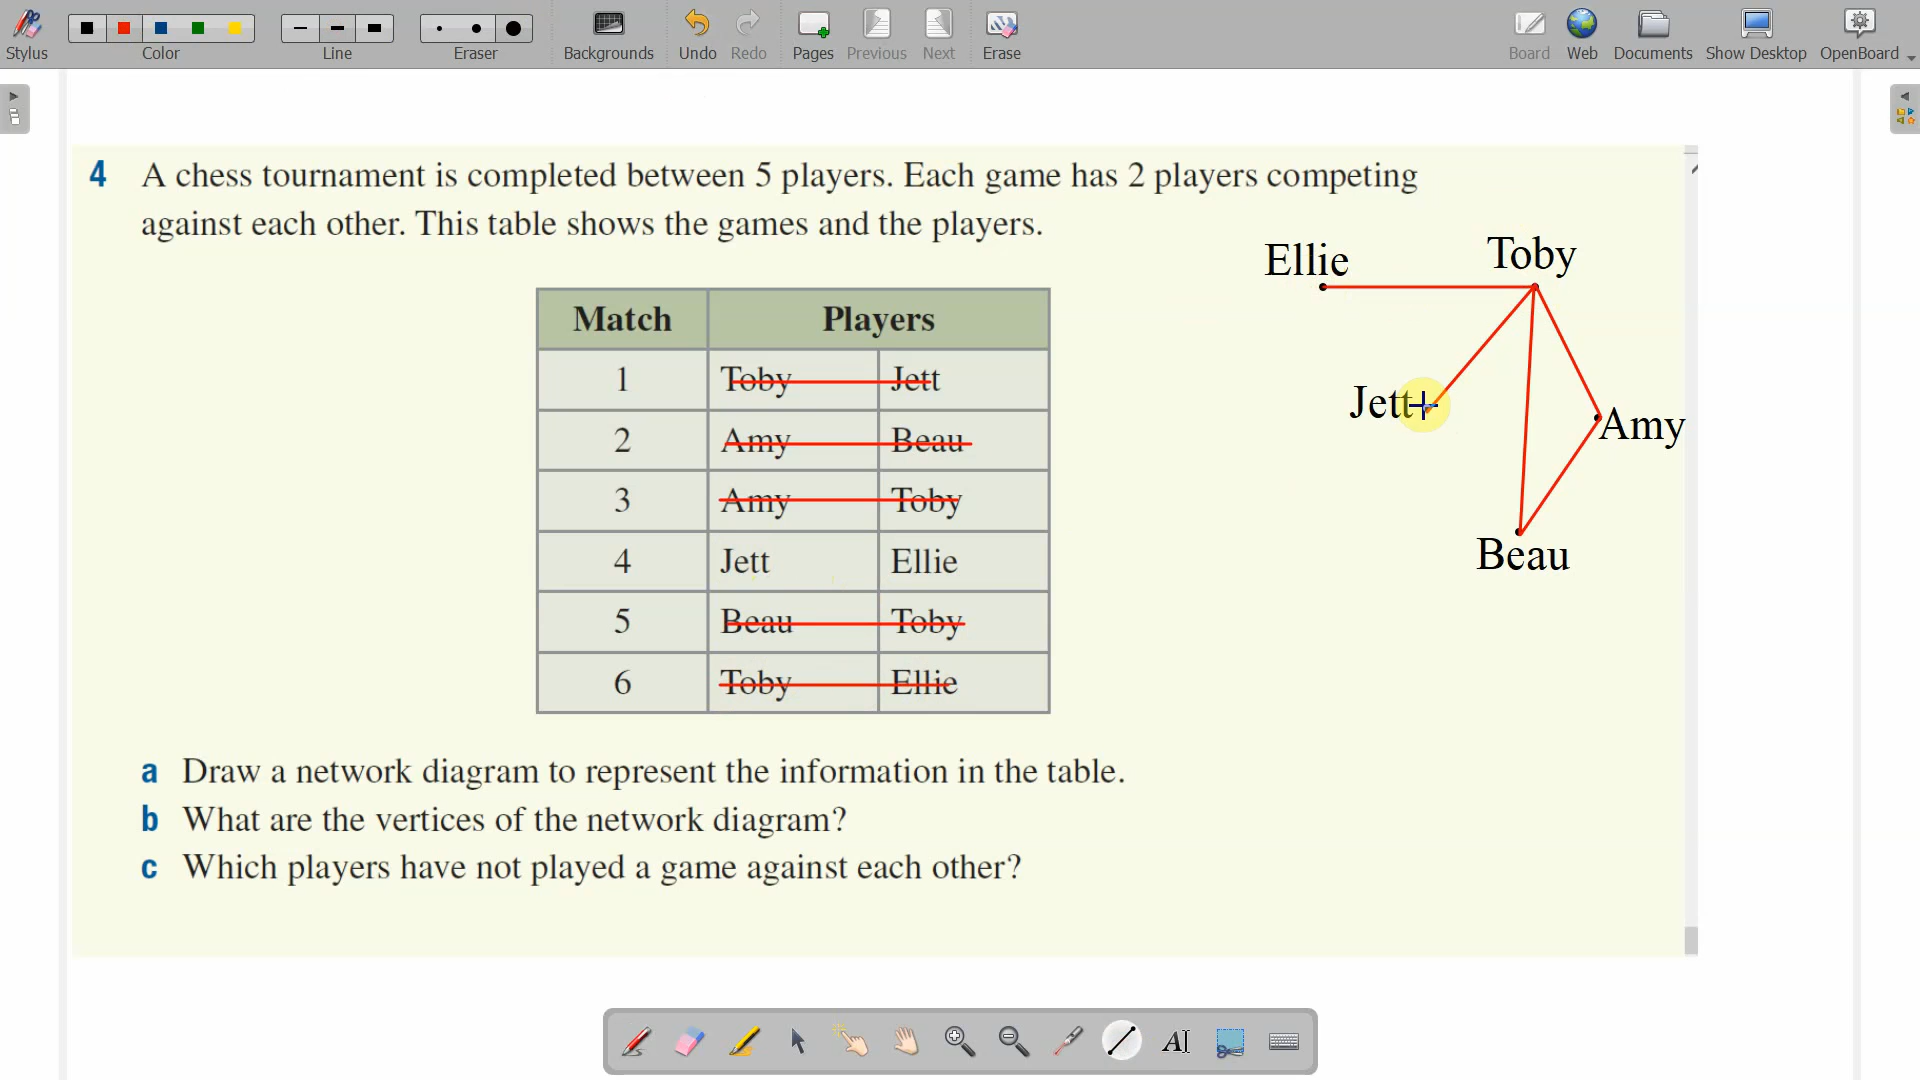 Stylus Color Line Eraser Backgrounds Undo Redo Pages Previous Next Erase Board Web Documents Show Desktop OpenBoard
4 A chess tournament is completed between 5 players. Each game has 2 players competing
against each other. This table shows the games and the players.
Ellie Toby
Match Players
1 Toby Jett
Jett
Amy
2 Amy Beau
3 Amy Toby
Beau
4 Jett Ellie
5 Beau Toby
6 Toby Ellie
a Draw a network diagram to represent the information in the table.
b What are the vertices of the network diagram?
c Which players have not played a game against each other?